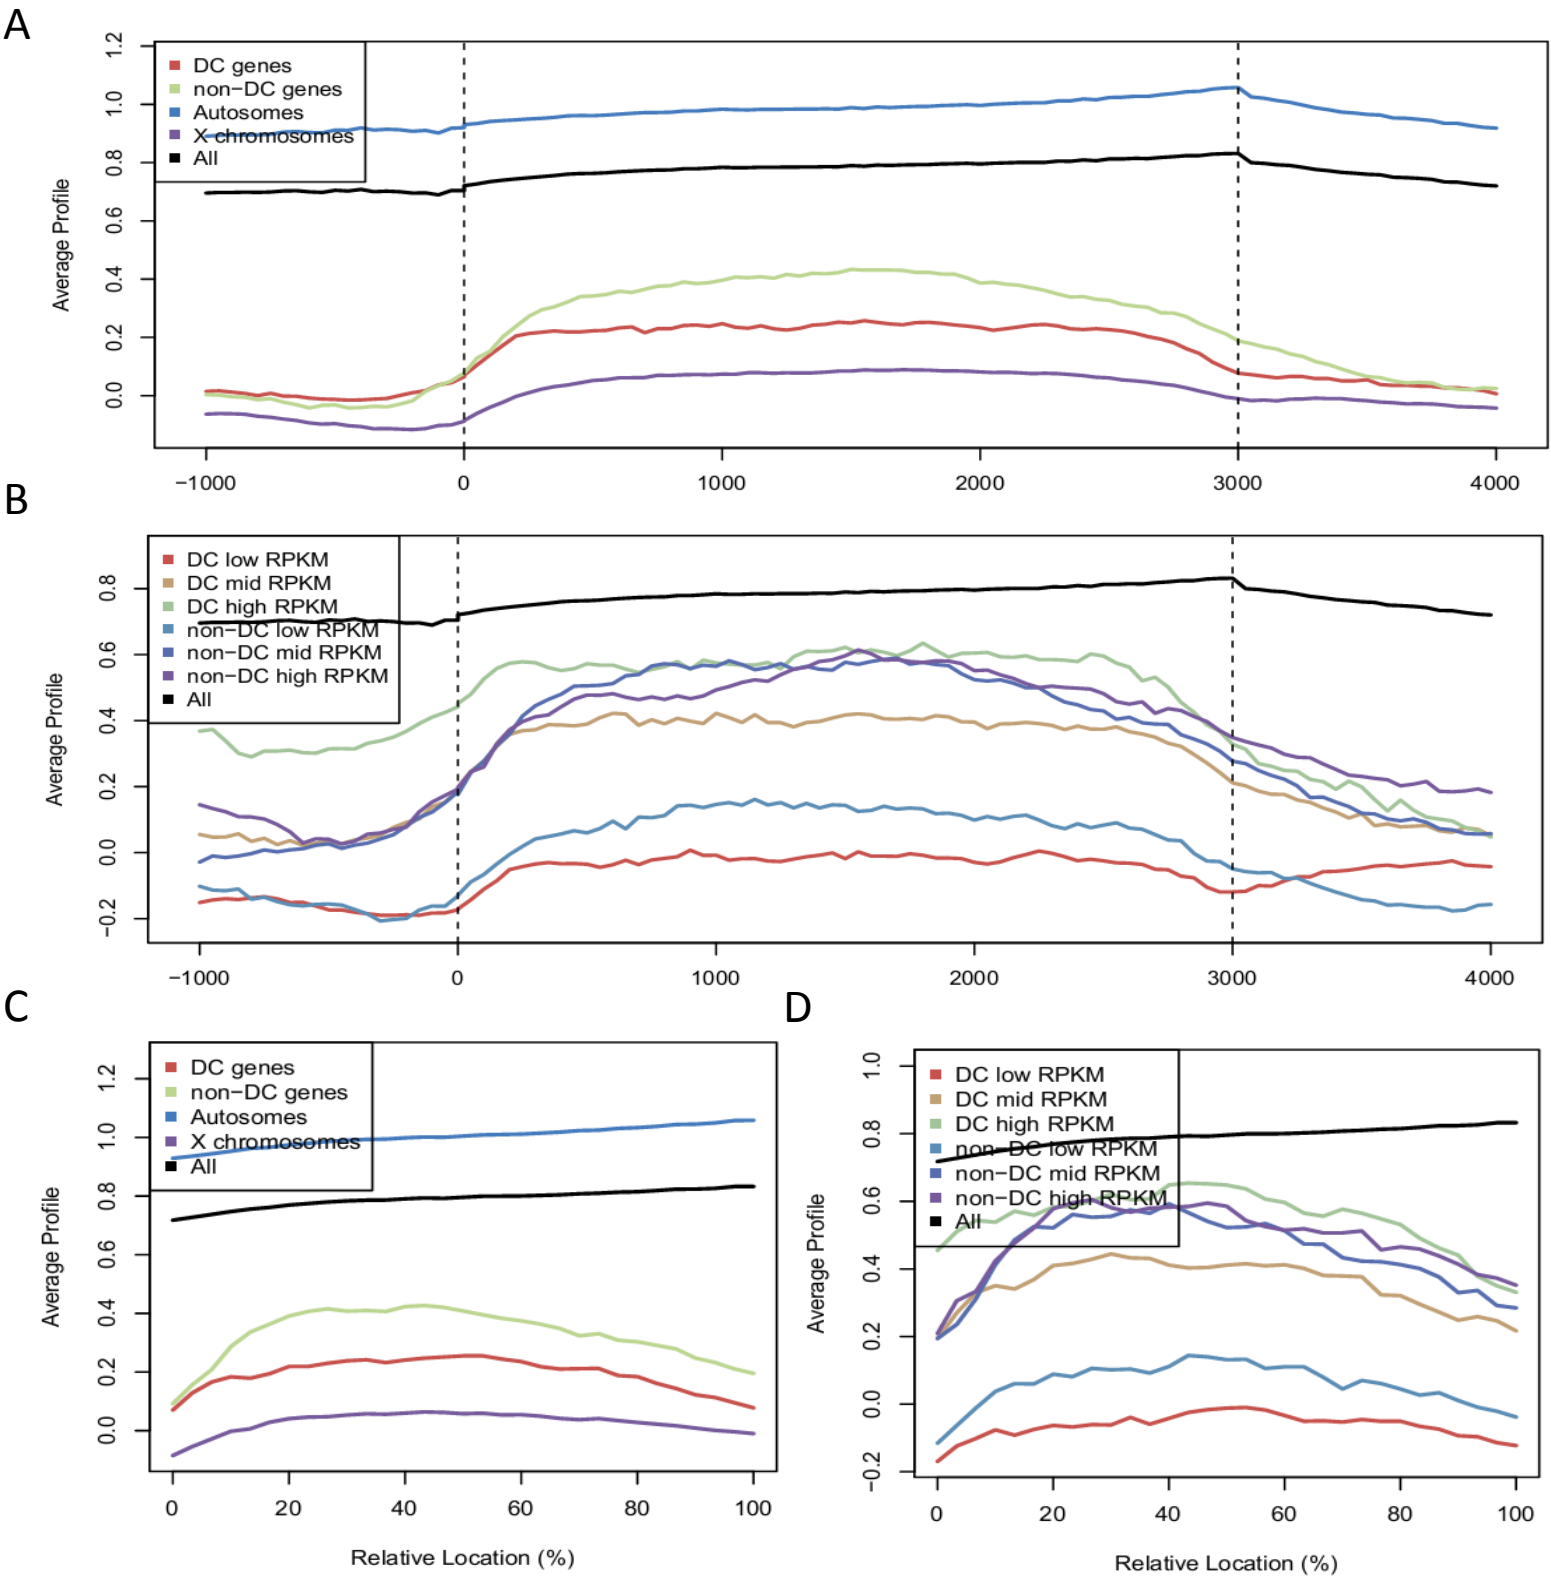 A
DC genes
non−DC genes
Autosomes
X chromosomes
All
Average Profile
0.0 0.2 0.4 0.6 0.8 1.0 1.2
−1000 0 1000 2000 3000 4000
B
DC low RPKM
DC mid RPKM
DC high RPKM
non−DC low RPKM
non−DC mid RPKM
non−DC high RPKM
All
Average Profile
−0.2 0.0 0.2 0.4 0.6 0.8
−1000 0 1000 2000 3000 4000
C
DC genes
non−DC genes
Autosomes
X chromosomes
All
Average Profile
0.0 0.2 0.4 0.6 0.8 1.0 1.2
0 20 40 60 80 100
Relative Location (%)
D
DC low RPKM
DC mid RPKM
DC high RPKM
non−DC low RPKM
non−DC mid RPKM
non−DC high RPKM
All
Average Profile
−0.2 0.0 0.2 0.4 0.6 0.8 1.0
0 20 40 60 80 100
Relative Location (%)